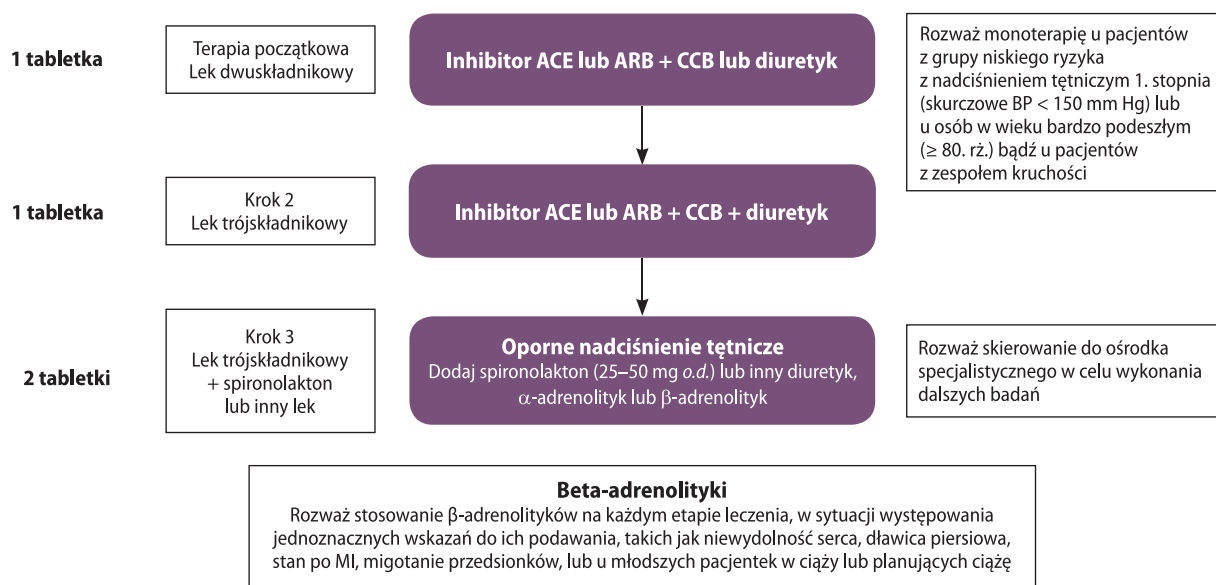 1 tabletka
Terapia początkowa
Lek dwuskładnikowy
Inhibitor ACE lub ARB + CCB lub diuretyk
Rozważ monoterapię u pacjentów
z grupy niskiego ryzyka
z nadciśnieniem tętniczym 1. stopnia
(skurczowe BP < 150 mm Hg) lub
u osób w wieku bardzo podeszłym
(≥ 80. rż.) bądź u pacjentów
z zespołem kruchości
1 tabletka
Krok 2
Lek trójskładnikowy
Inhibitor ACE lub ARB + CCB + diuretyk
2 tabletki
Krok 3
Lek trójskładnikowy
+ spironolakton
lub inny lek
Oporne nadciśnienie tętnicze
Dodaj spironolakton (25–50 mg o.d.) lub inny diuretyk,
α-adrenolityk lub β-adrenolityk
Rozważ skierowanie do ośrodka
specjalistycznego w celu wykonania
dalszych badań
Beta-adrenolityki
Rozważ stosowanie β-adrenolityków na każdym etapie leczenia, w sytuacji występowania
jednoznacznych wskazań do ich podawania, takich jak niewydolność serca, dławica piersiowa,
stan po MI, migotanie przedsionków, lub u młodszych pacjentek w ciąży lub planujących ciążę